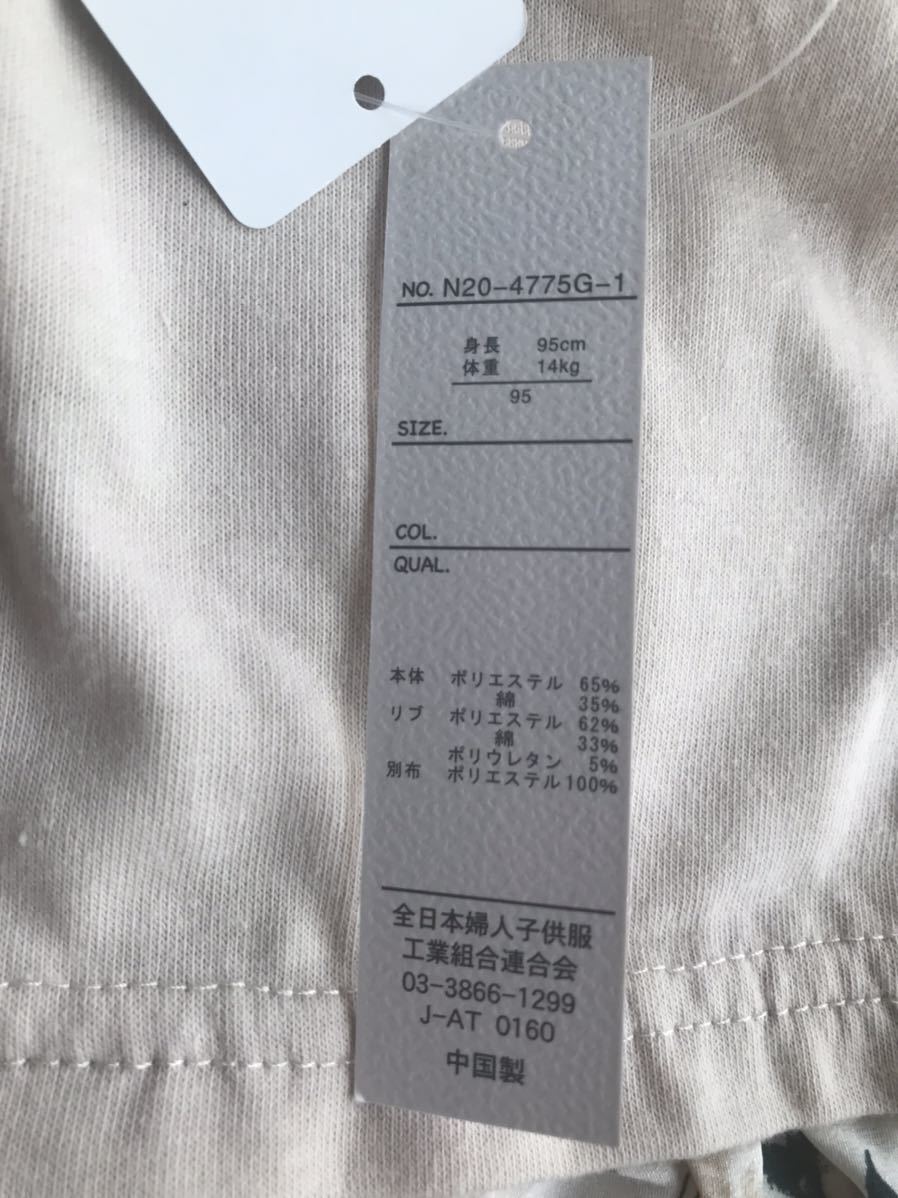 NO. N20-4775G-1
身長 95cm
体重 14kg
95
SIZE.
COL.
QUAL.
本体 ポリエステル 65%
綿 35%
リブ ポリエステル 62%
綿 33%
ポリウレタン 5%
別布 ポリエステル 100%
全日本婦人子供服
工業組合連合会
03-3866-1299
J-AT 0160
中国製